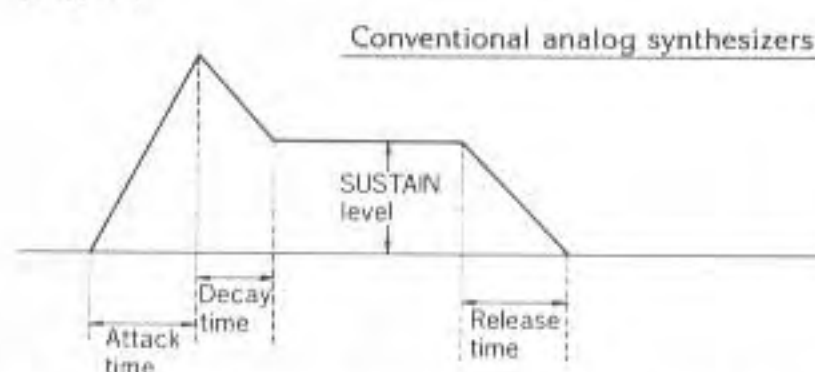 Conventional analog synthesizers
SUSTAIN
level
Decay
time
Attack
time
Release
time